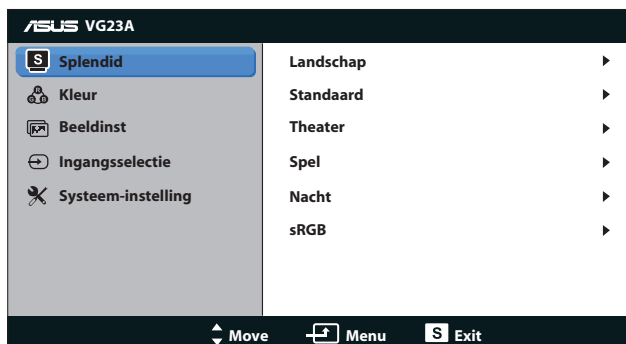 ASUS VG23A
S Splendid
Kleur
Beeldinst
Ingangsselectie
Systeem-instelling
Landschap
Standaard
Theater
Spel
Nacht
sRGB
Move Menu S Exit